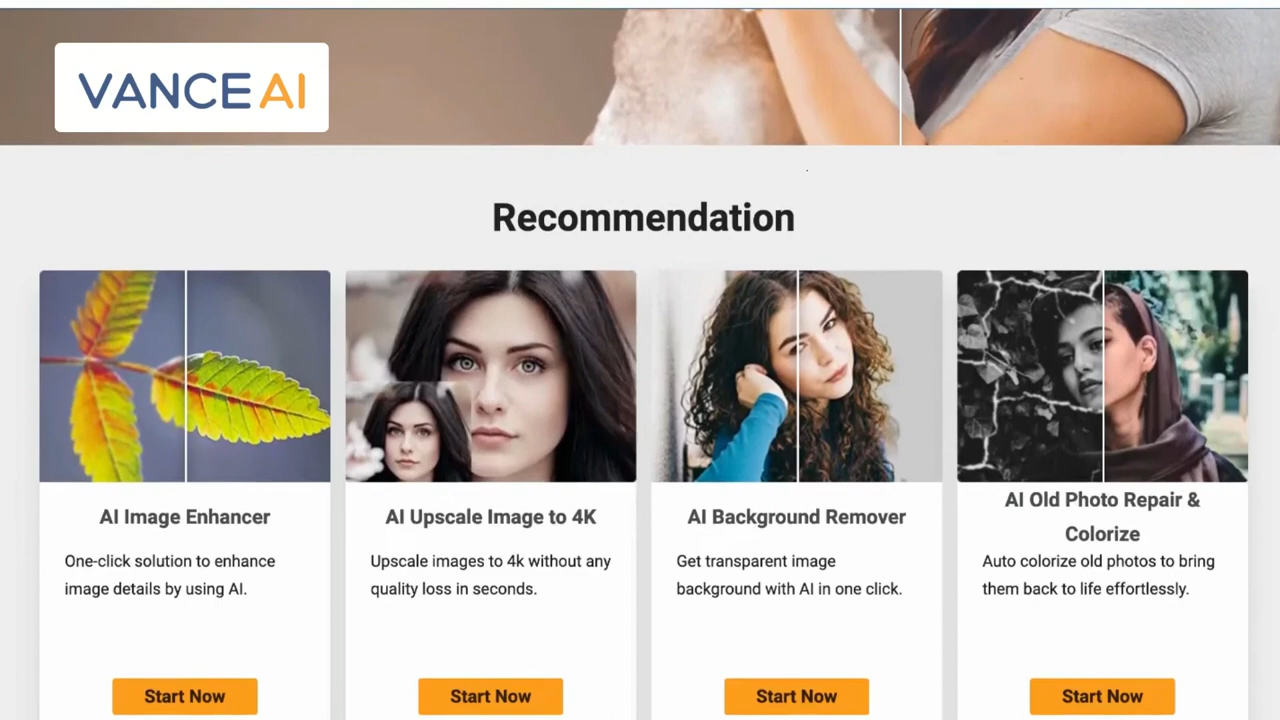 VANCE AI
Recommendation
AI Image Enhancer
One-click solution to enhance
image details by using AI.
Start Now
AI Upscale Image to 4K
Upscale images to 4k without any
quality loss in seconds.
Start Now
AI Background Remover
Get transparent image
background with AI in one click.
Start Now
AI Old Photo Repair &
Colorize
Auto colorize old photos to bring
them back to life effortlessly.
Start Now